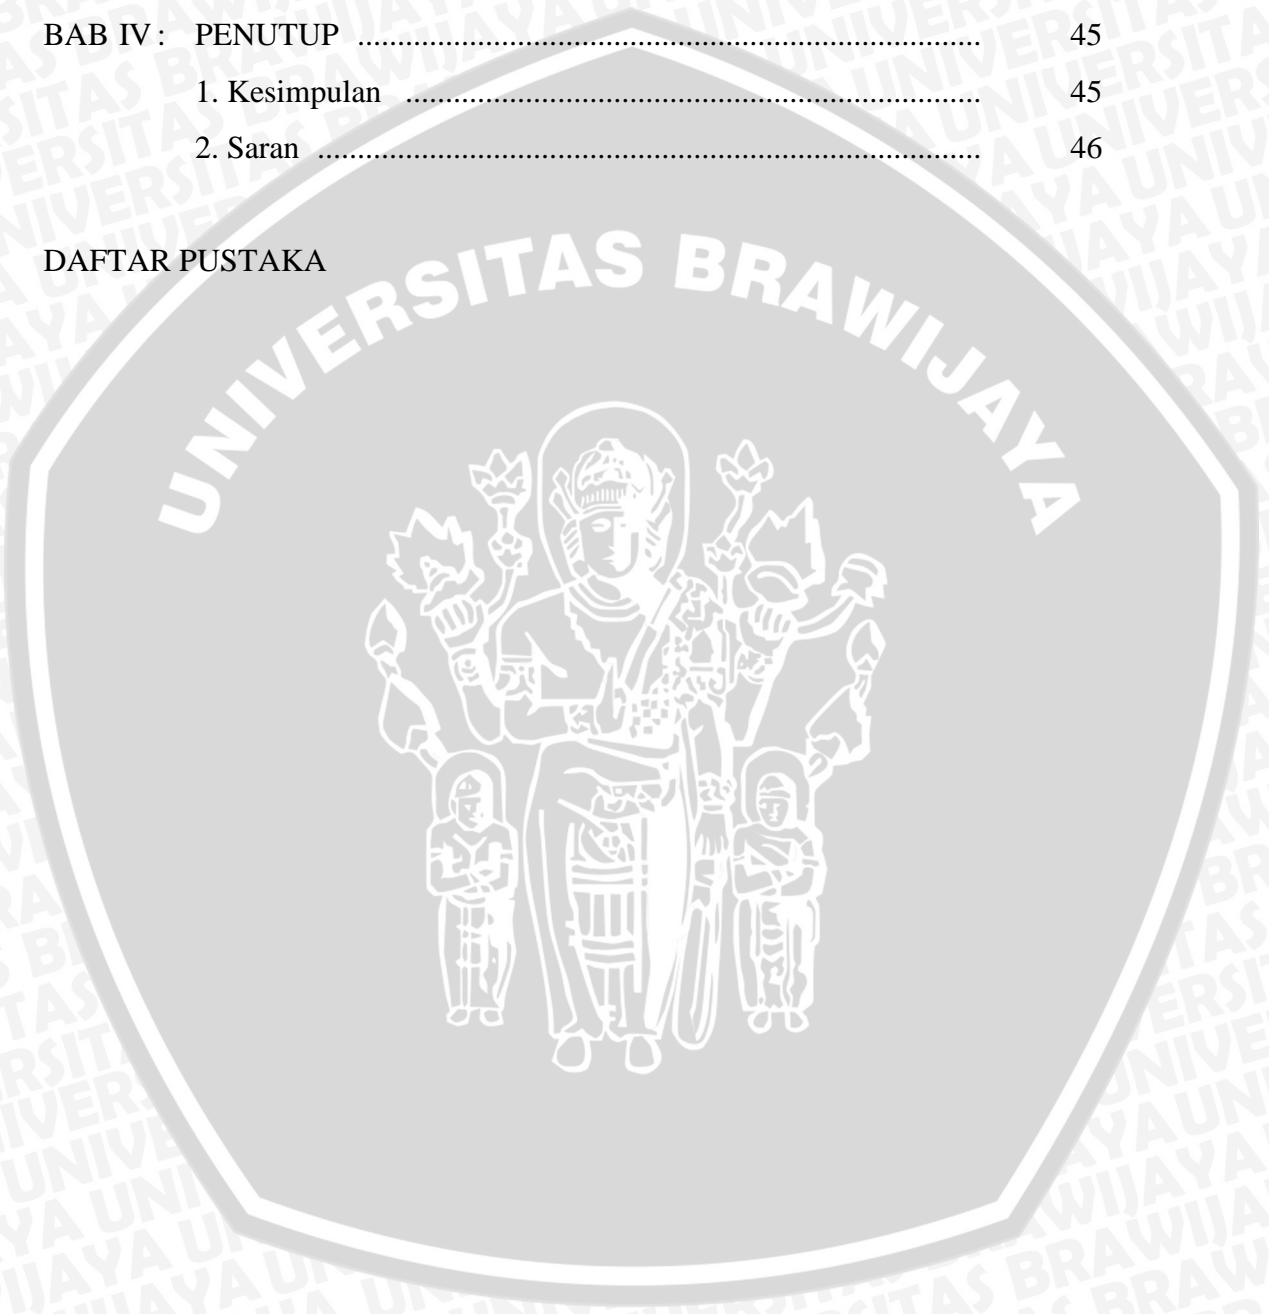 BAB IV : PENUTUP ............................................................................... 45
1. Kesimpulan ......................................................................... 45
2. Saran .................................................................................... 46
DAFTAR PUSTAKA
UNIVERSITAS BRAWIJAYA